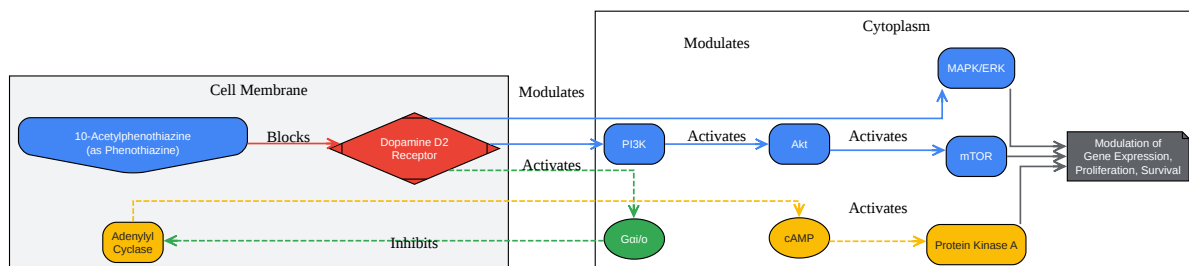 Cytoplasm
Modulates
MAPK/ERK
Cell Membrane
Modulates
10-Acetylphenothiazine
(as Phenothiazine)
Blocks
Dopamine D2
Receptor
PI3K
Activates
Akt
Activates
mTOR
Modulation of
Gene Expression,
Proliferation, Survival
Activates
Activates
Adenylyl
Cyclase
Inhibits
Gαi/o
cAMP
Protein Kinase A